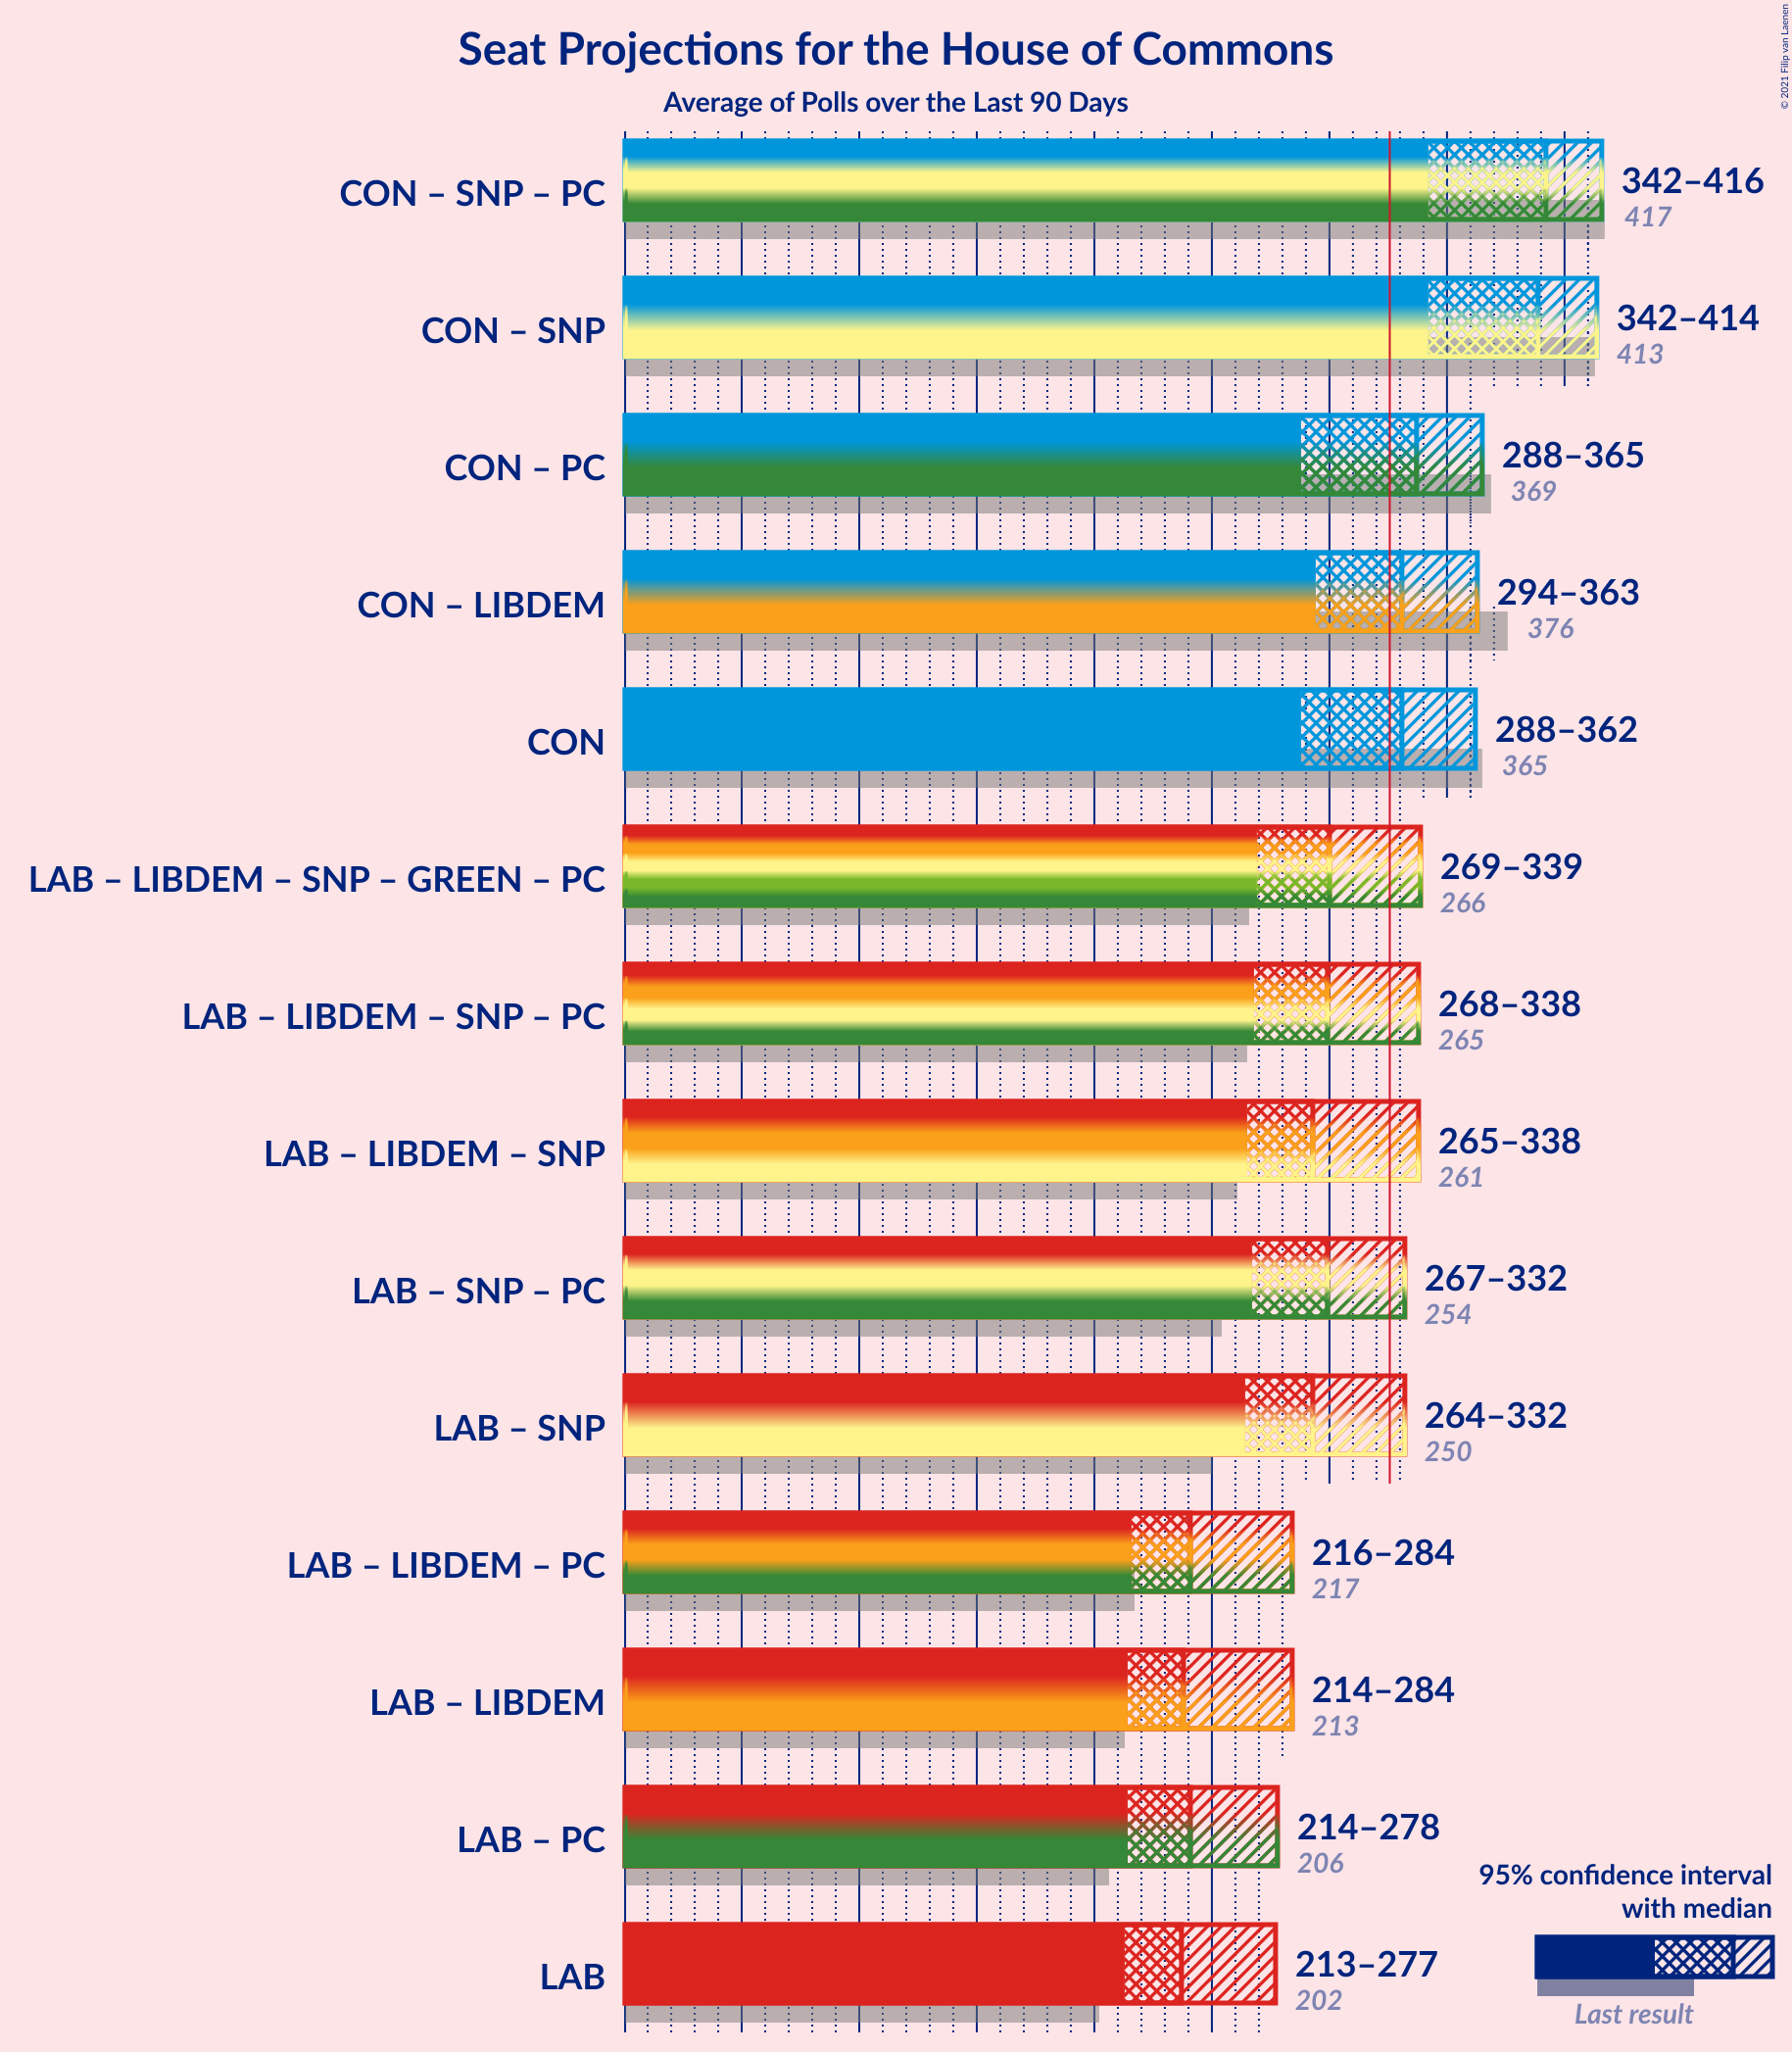 Seat Projections for the House of Commons
Average of Polls over the Last 90 Days
© 2021 Filip van Laenen
CON – SNP – PC
342–416
417
CON – SNP
342–414
413
CON – PC
288–365
369
CON – LIBDEM
294–363
376
CON
288–362
365
LAB – LIBDEM – SNP – GREEN – PC
269–339
266
LAB – LIBDEM – SNP – PC
268–338
265
LAB – LIBDEM – SNP
265–338
261
LAB – SNP – PC
267–332
254
LAB – SNP
264–332
250
LAB – LIBDEM – PC
216–284
217
LAB – LIBDEM
214–284
213
LAB – PC
214–278
206
LAB
213–277
202
95% confidence interval
with median
Last result